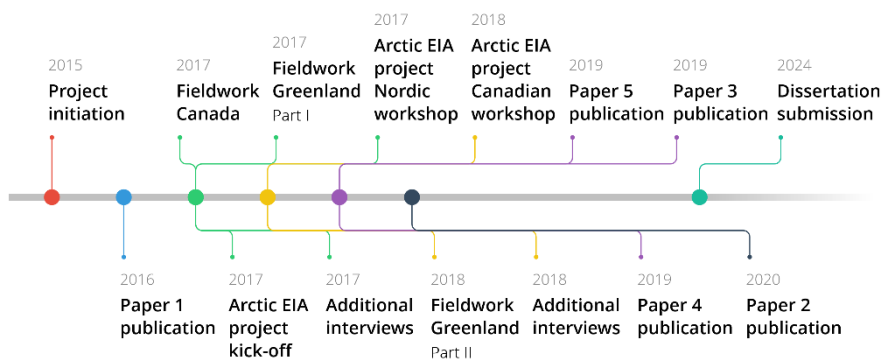 2015
Project
initiation
2017
Fieldwork
Canada
2017
Fieldwork
Greenland
Part I
2017
Arctic EIA
project
Nordic
workshop
2018
Arctic EIA
project
Canadian
workshop
2019
Paper 5
publication
2019
Paper 3
publication
2024
Dissertation
submission
2016
Paper 1
publication
2017
Arctic EIA
project
kick-off
2017
Additional
interviews
2018
Fieldwork
Greenland
Part II
2018
Additional
interviews
2019
Paper 4
publication
2020
Paper 2
publication